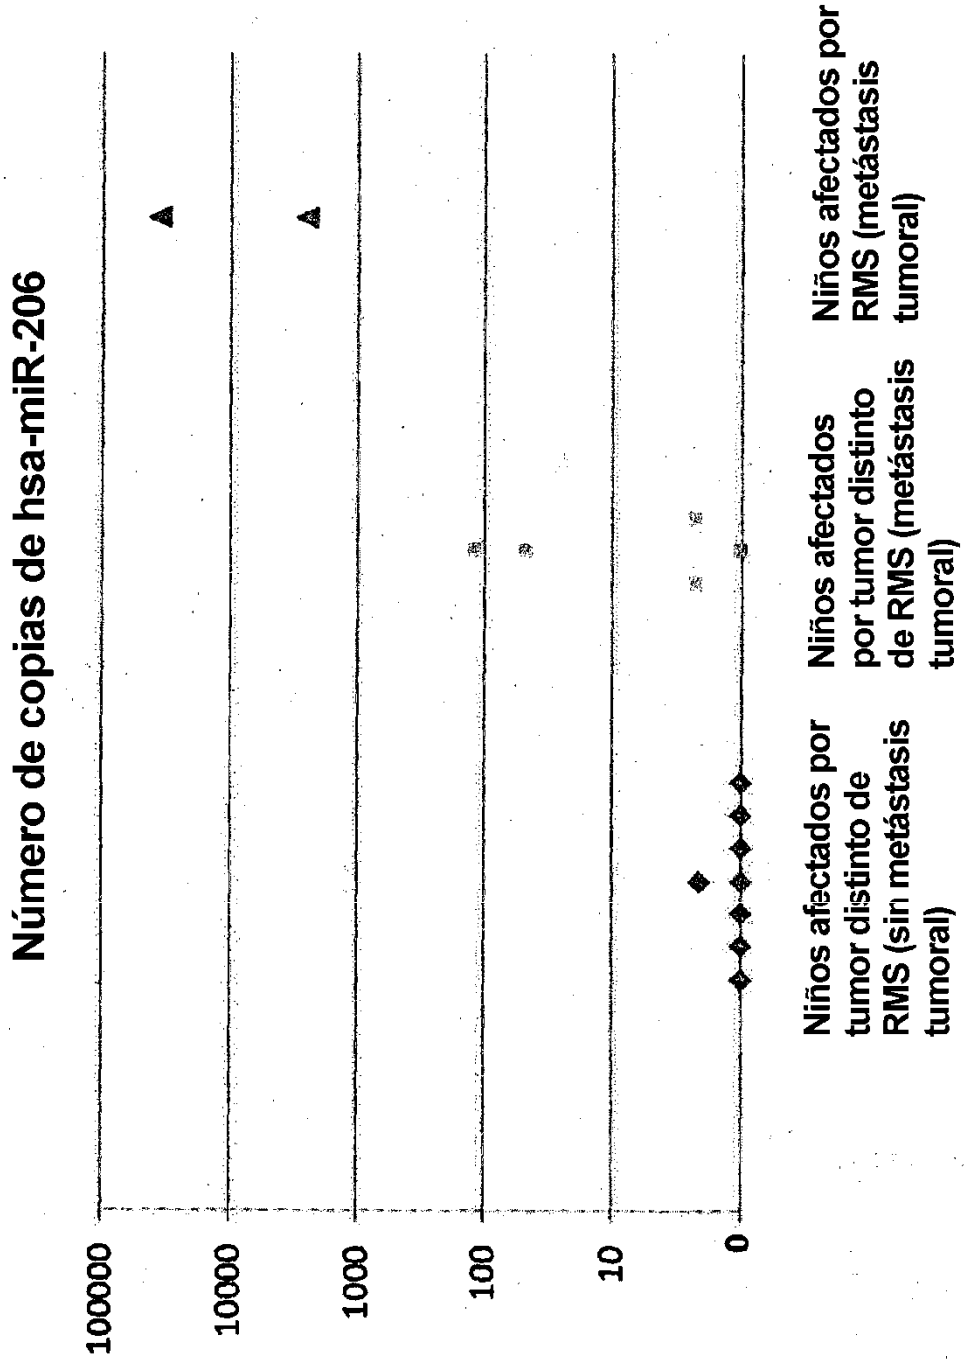 Número de copias de hsa-miR-206
100000
10000
1000
100
10
0
Niños afectados por
tumor distinto de
RMS (sin metástasis
tumoral)
Niños afectados
por tumor distinto
de RMS (metástasis
tumoral)
Niños afectados por
RMS (metástasis
tumoral)